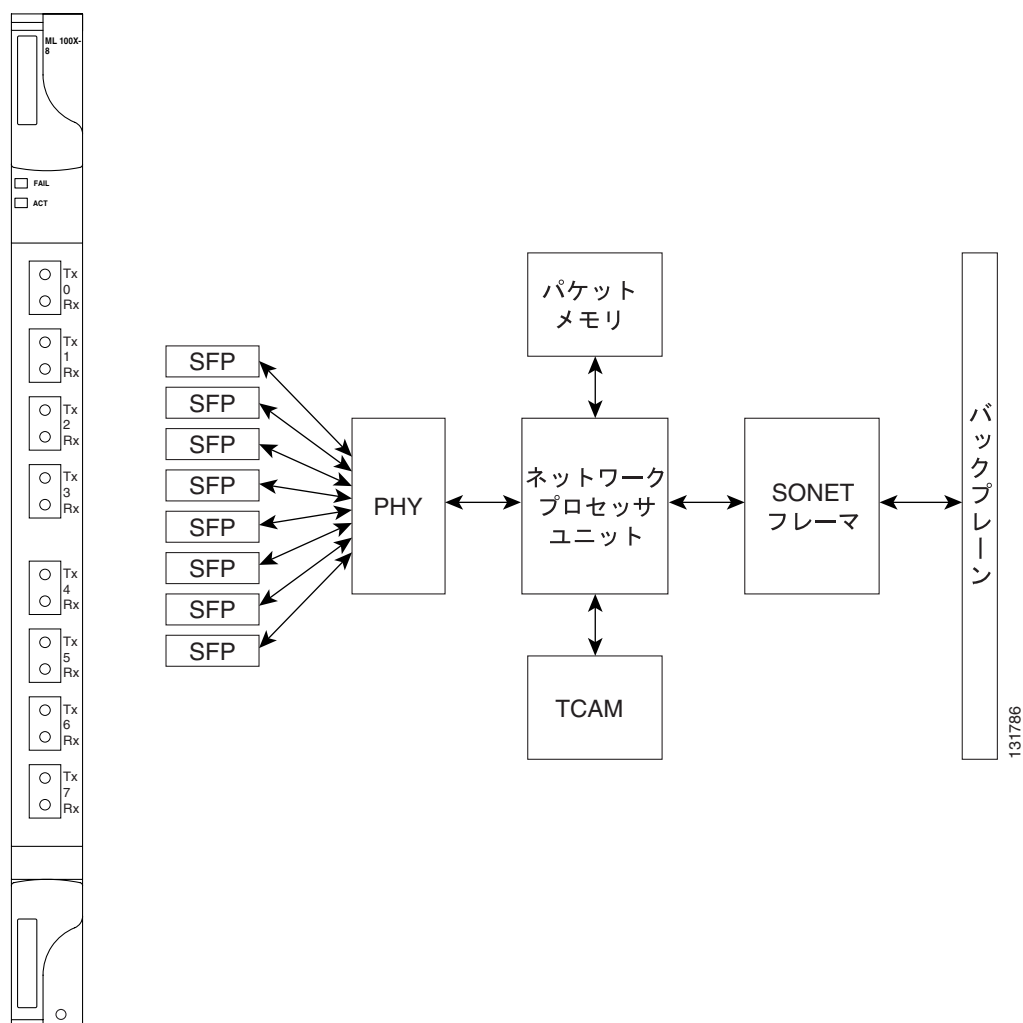 ML 100X-
8
FAIL
ACT
Tx
0
Rx
Tx
1
Rx
Tx
2
Rx
Tx
3
Rx
Tx
4
Rx
Tx
5
Rx
Tx
6
Rx
Tx
7
Rx
SFP
SFP
SFP
SFP
SFP
SFP
SFP
SFP
PHY
パケット
メモリ
ネットワーク
プロセッサ
ユニット
TCAM
SONET
フレーマ
バックプレーン
131786